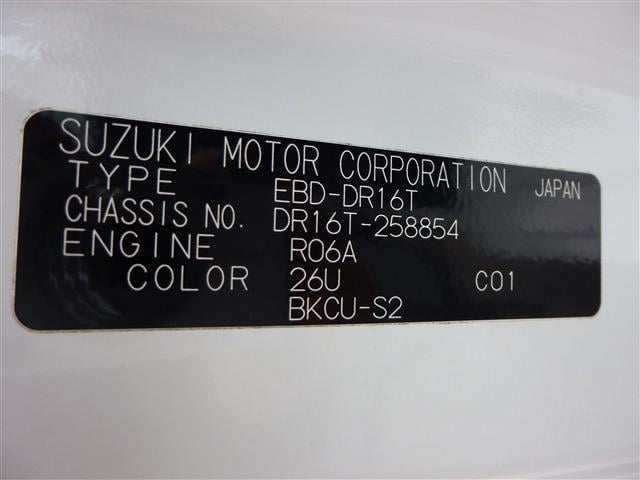 SUZUKI MOTOR CORPORATION JAPAN
TYPE EBD-DR16T
CHASSIS NO. DR16T-258854
ENGINE R06A
COLOR 26U C01
BKCU-S2